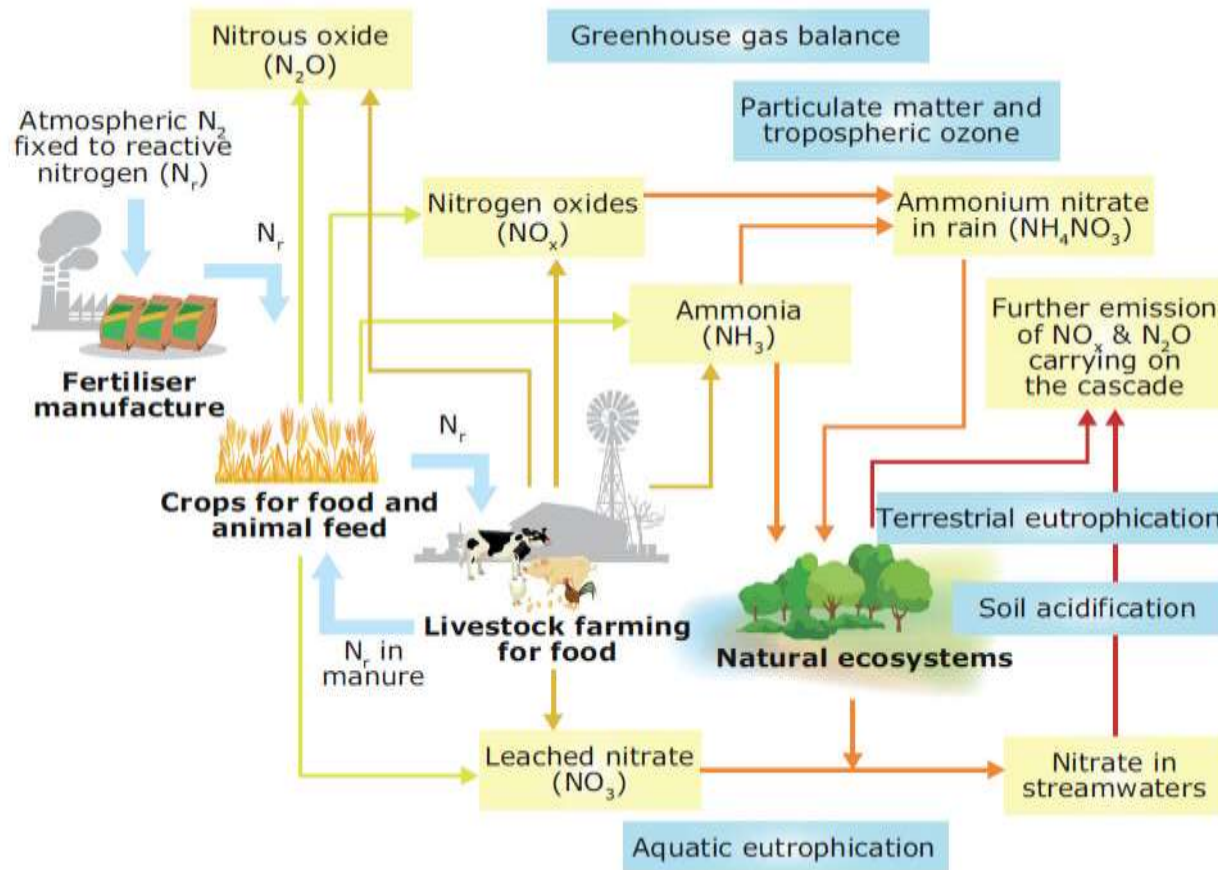 Nitrous oxide
(N₂O)
Greenhouse gas balance
Particulate matter and
tropospheric ozone
Atmospheric N₂
fixed to reactive
nitrogen (Nᵣ)
Nᵣ
Nitrogen oxides
(NOₓ)
Ammonium nitrate
in rain (NH₄NO₃)
Ammonia
(NH₃)
Further emission
of NOₓ & N₂O
carrying on
the cascade
Fertiliser
manufacture
Nᵣ
Crops for food and
animal feed
Terrestrial eutrophication
Soil acidification
Livestock farming
for food
Natural ecosystems
Nᵣ in
manure
Leached nitrate
(NO₃)
Nitrate in
streamwaters
Aquatic eutrophication